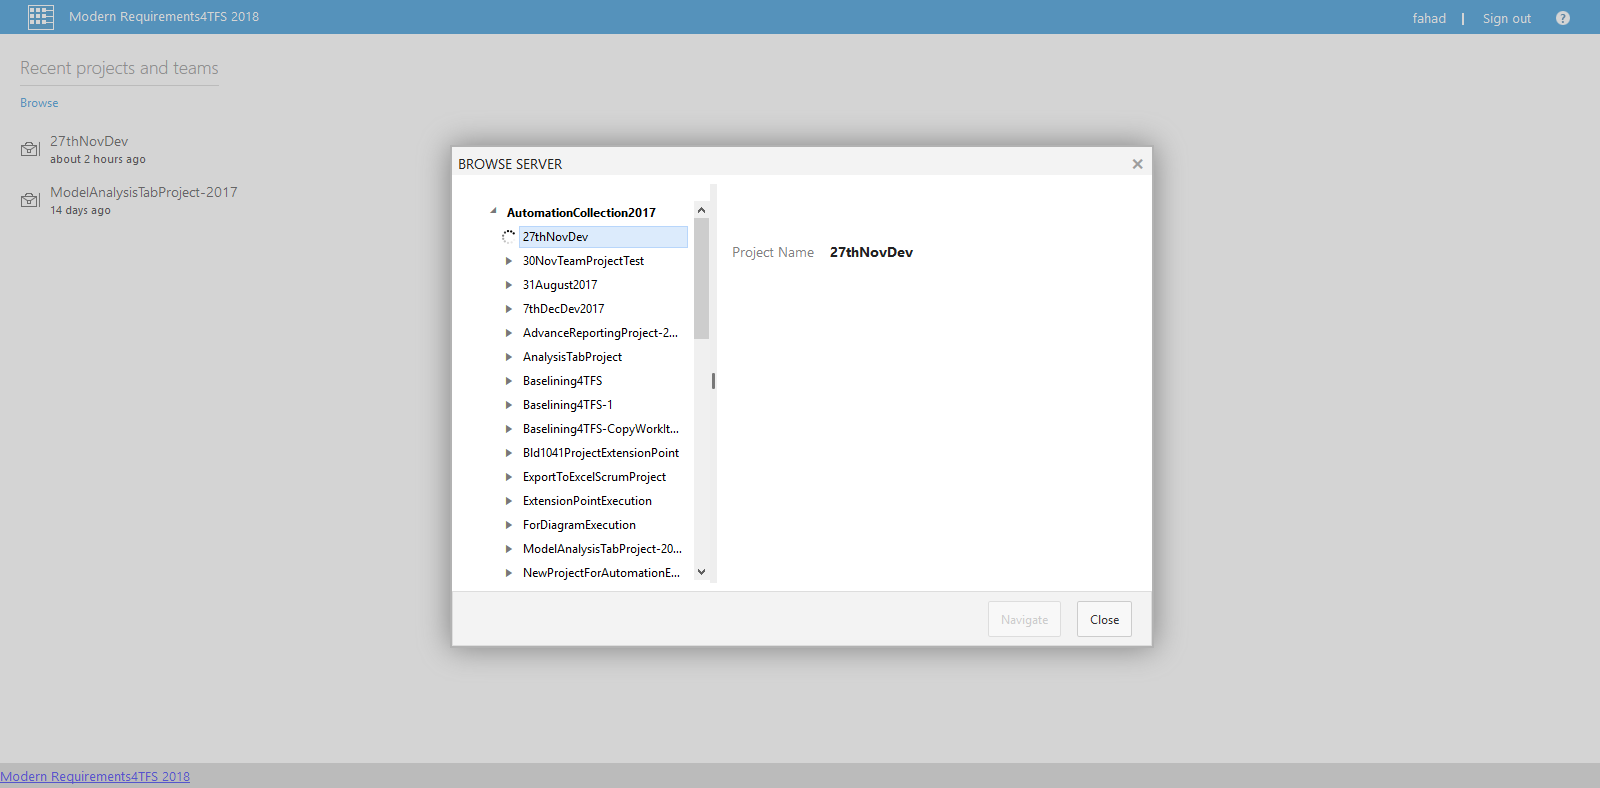 Modern Requirements4TFS 2018
fahad | Sign out ?
Recent projects and teams
Browse
27thNovDev
about 2 hours ago
ModelAnalysisTabProject-2017
14 days ago
BROWSE SERVER
AutomationCollection2017
27thNovDev
30NovTeamProjectTest
31August2017
7thDecDev2017
AdvanceReportingProject-2...
AnalysisTabProject
Baselining4TFS
Baselining4TFS-1
Baselining4TFS-CopyWorkIt...
Bld1041ProjectExtensionPoint
ExportToExcelScrumProject
ExtensionPointExecution
ForDiagramExecution
ModelAnalysisTabProject-20...
NewProjectForAutomationE...
Project Name 27thNovDev
Navigate Close
Modern Requirements4TFS 2018